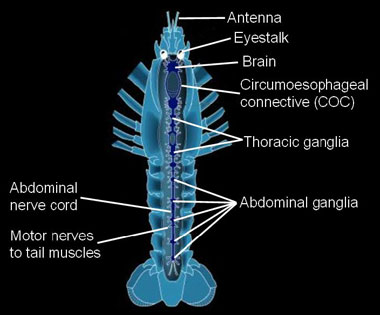 Antenna
Eyestalk
Brain
Circumoesophageal
connective (COC)
Thoracic ganglia
Abdominal
nerve cord
Abdominal ganglia
Motor nerves
to tail muscles